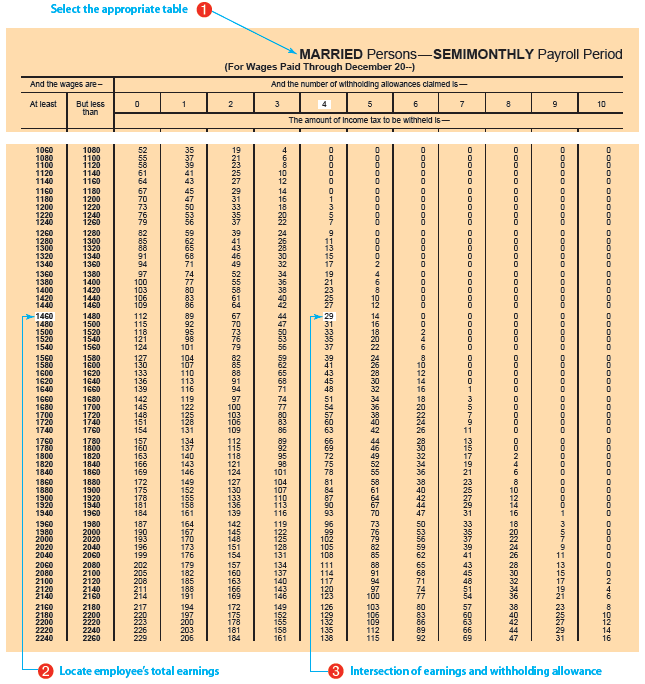 Select the appropriate table 1
MARRIED Persons—SEMIMONTHLY Payroll Period
(For Wages Paid Through December 20--)
And the wages are– And the number of withholding allowances claimed is—
At least But less than 0 1 2 3 4 5 6 7 8 9 10
The amount of income tax to be withheld is—
1060 1080 52 35 19 4 0 0 0 0 0 0 0
1080 1100 55 37 21 6 0 0 0 0 0 0 0
1100 1120 58 39 23 8 0 0 0 0 0 0 0
1120 1140 61 41 25 10 0 0 0 0 0 0 0
1140 1160 64 43 27 12 0 0 0 0 0 0 0
1160 1180 67 45 29 14 0 0 0 0 0 0 0
1180 1200 70 47 31 16 1 0 0 0 0 0 0
1200 1220 73 50 33 18 3 0 0 0 0 0 0
1220 1240 76 53 35 20 5 0 0 0 0 0 0
1240 1260 79 56 37 22 7 0 0 0 0 0 0
1260 1280 82 59 39 24 9 0 0 0 0 0 0
1280 1300 85 62 41 26 11 0 0 0 0 0 0
1300 1320 88 65 43 28 13 0 0 0 0 0 0
1320 1340 91 68 46 30 15 0 0 0 0 0 0
1340 1360 94 71 49 32 17 2 0 0 0 0 0
1360 1380 97 74 52 34 19 4 0 0 0 0 0
1380 1400 100 77 55 36 21 6 0 0 0 0 0
1400 1420 103 80 58 38 23 8 0 0 0 0 0
1420 1440 106 83 61 40 25 10 0 0 0 0 0
1440 1460 109 86 64 42 27 12 0 0 0 0 0
1460 1480 112 89 67 44 29 14 0 0 0 0 0
1480 1500 115 92 70 47 31 16 0 0 0 0 0
1500 1520 118 95 73 50 33 18 2 0 0 0 0
1520 1540 121 98 76 53 35 20 4 0 0 0 0
1540 1560 124 101 79 56 37 22 6 0 0 0 0
1560 1580 127 104 82 59 39 24 8 0 0 0 0
1580 1600 130 107 85 62 41 26 10 0 0 0 0
1600 1620 133 110 88 65 43 28 12 0 0 0 0
1620 1640 136 113 91 68 45 30 14 0 0 0 0
1640 1660 139 116 94 71 48 32 16 1 0 0 0
1660 1680 142 119 97 74 51 34 18 3 0 0 0
1680 1700 145 122 100 77 54 36 20 5 0 0 0
1700 1720 148 125 103 80 57 38 22 7 0 0 0
1720 1740 151 128 106 83 60 40 24 9 0 0 0
1740 1760 154 131 109 86 63 42 26 11 0 0 0
1760 1780 157 134 112 89 66 44 28 13 0 0 0
1780 1800 160 137 115 92 69 46 30 15 0 0 0
1800 1820 163 140 118 95 72 49 32 17 2 0 0
1820 1840 166 143 121 98 75 52 34 19 4 0 0
1840 1860 169 146 124 101 78 55 36 21 6 0 0
1860 1880 172 149 127 104 81 58 38 23 8 0 0
1880 1900 175 152 130 107 84 61 40 25 10 0 0
1900 1920 178 155 133 110 87 64 42 27 12 0 0
1920 1940 181 158 136 113 90 67 44 29 14 0 0
1940 1960 184 161 139 116 93 70 47 31 16 1 0
1960 1980 187 164 142 119 96 73 50 33 18 3 0
1980 2000 190 167 145 122 99 76 53 35 20 5 0
2000 2020 193 170 148 125 102 79 56 37 22 7 0
2020 2040 196 173 151 128 105 82 59 39 24 9 0
2040 2060 199 176 154 131 108 85 62 41 26 11 0
2060 2080 202 179 157 134 111 88 65 43 28 13 0
2080 2100 205 182 160 137 114 91 68 45 30 15 0
2100 2120 208 185 163 140 117 94 71 48 32 17 2
2120 2140 211 188 166 143 120 97 74 51 34 19 4
2140 2160 214 191 169 146 123 100 77 54 36 21 6
2160 2180 217 194 172 149 126 103 80 57 38 23 8
2180 2200 220 197 175 152 129 106 83 60 40 25 10
2200 2220 223 200 178 155 132 109 86 63 42 27 12
2220 2240 226 203 181 158 135 112 89 66 44 29 14
2240 2260 229 206 184 161 138 115 92 69 47 31 16
2 Locate employee's total earnings 3 Intersection of earnings and withholding allowance